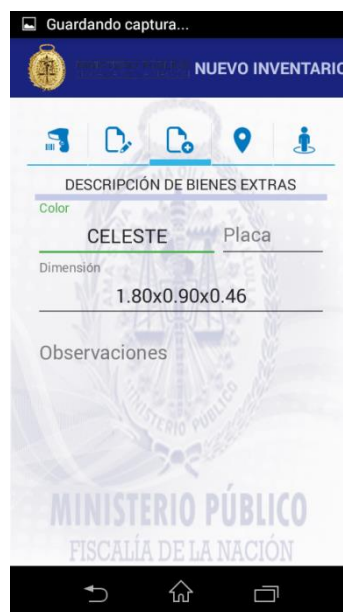 Guardando captura...
NUEVO INVENTARIO
DESCRIPCIÓN DE BIENES EXTRAS
Color
CELESTE
Placa
Dimensión
1.80x0.90x0.46
Observaciones
MINISTERIO PÚBLICO
FISCALÍA DE LA NACIÓN